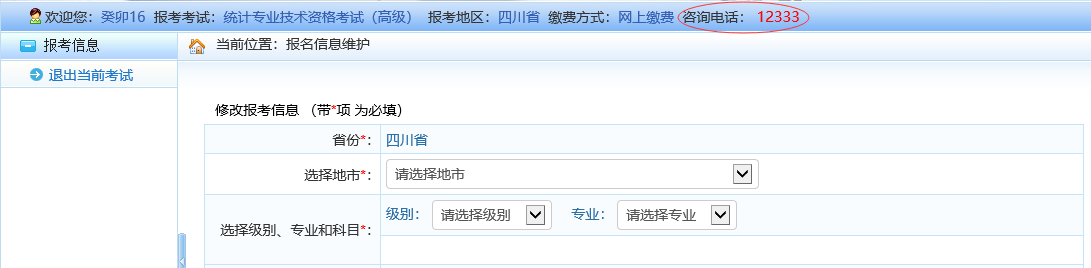 欢迎您：癸卯16 报考考试：统计专业技术资格考试（高级） 报考地区：四川省 缴费方式：网上缴费 咨询电话： 12333
报考信息
当前位置：报名信息维护
退出当前考试
修改报考信息 （带*项 为必填）
省份*： 四川省
选择地市*： 请选择地市
级别： 请选择级别 专业： 请选择专业
选择级别、专业和科目*：